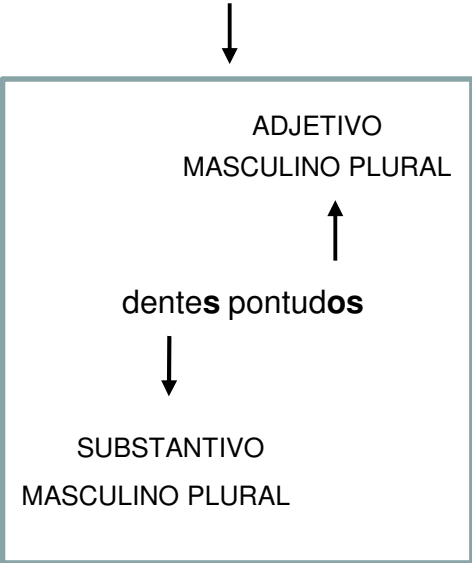 ADJETIVO
MASCULINO PLURAL
dentes pontudos
SUBSTANTIVO
MASCULINO PLURAL